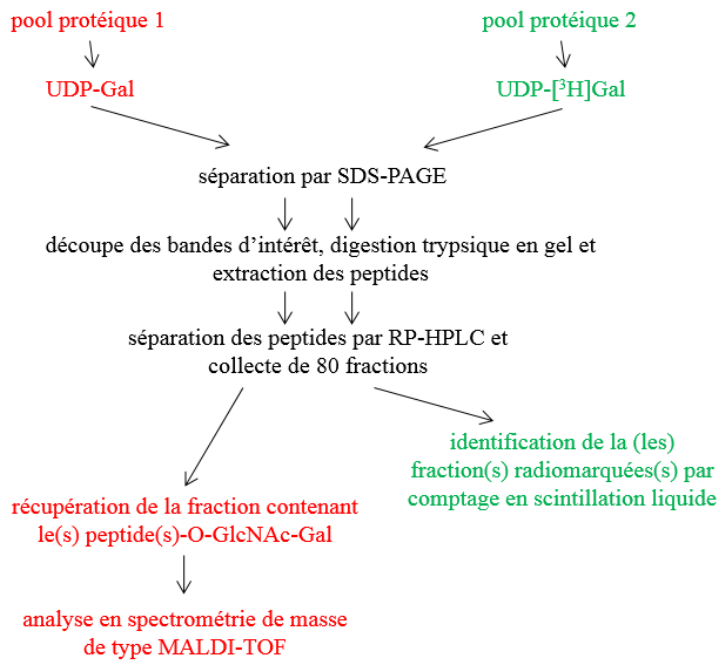 pool protéique 1
pool protéique 2
UDP-Gal
UDP-[³H]Gal
séparation par SDS-PAGE
découpe des bandes d’intérêt, digestion trypsique en gel et
extraction des peptides
séparation des peptides par RP-HPLC et
collecte de 80 fractions
identification de la (les)
fraction(s) radiomarquées(s) par
comptage en scintillation liquide
récupération de la fraction contenant
le(s) peptide(s)-O-GlcNAc-Gal
analyse en spectrométrie de masse
de type MALDI-TOF